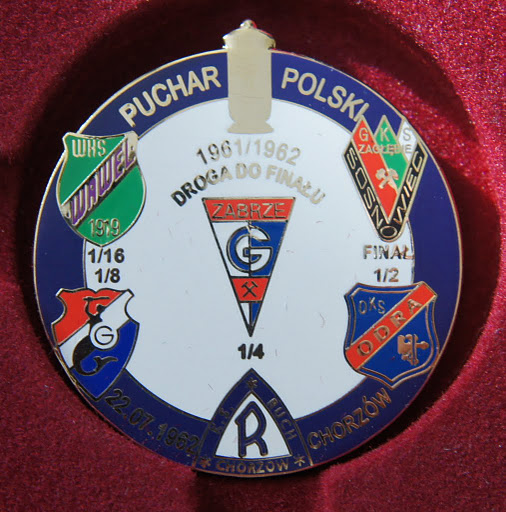 PUCHAR POLSKI
1961/1962
DROGA DO FINAŁU
WKS
WAWEL
1919
1/16
1/8
G
ZABRZE
G
1/4
GKS
ZAGŁĘBIE
SOSNOWIEC
FINAŁ
1/2
OKS
ODRA
22.07.1962
K.S. RUCH
R
CHORZÓW
CHORZÓW